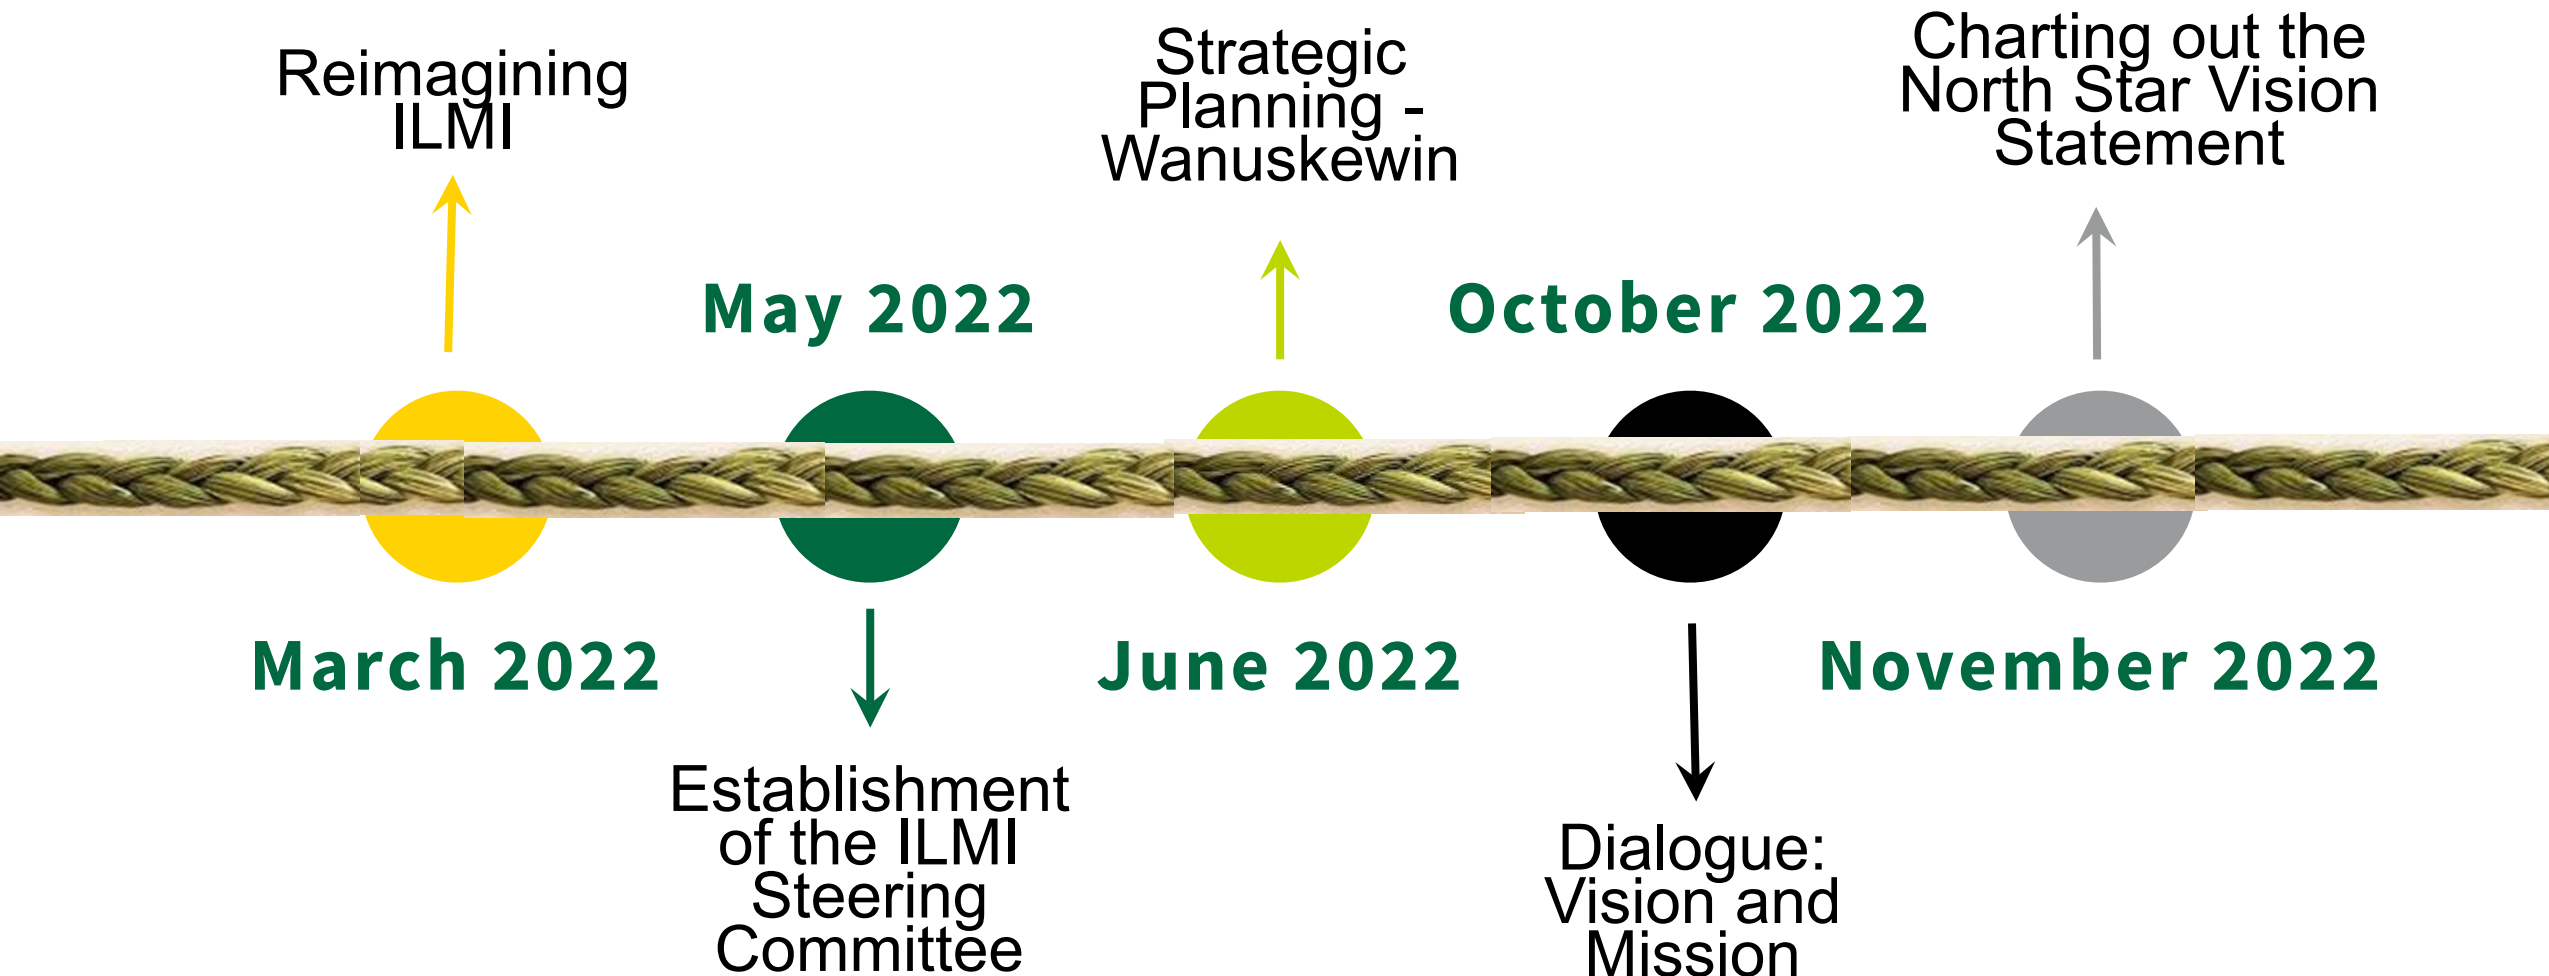 Reimagining
ILMI
March 2022
May 2022
Establishment
of the ILMI
Steering
Committee
Strategic
Planning -
Wanuskewin
June 2022
October 2022
Dialogue:
Vision and
Mission
Charting out the
North Star Vision
Statement
November 2022